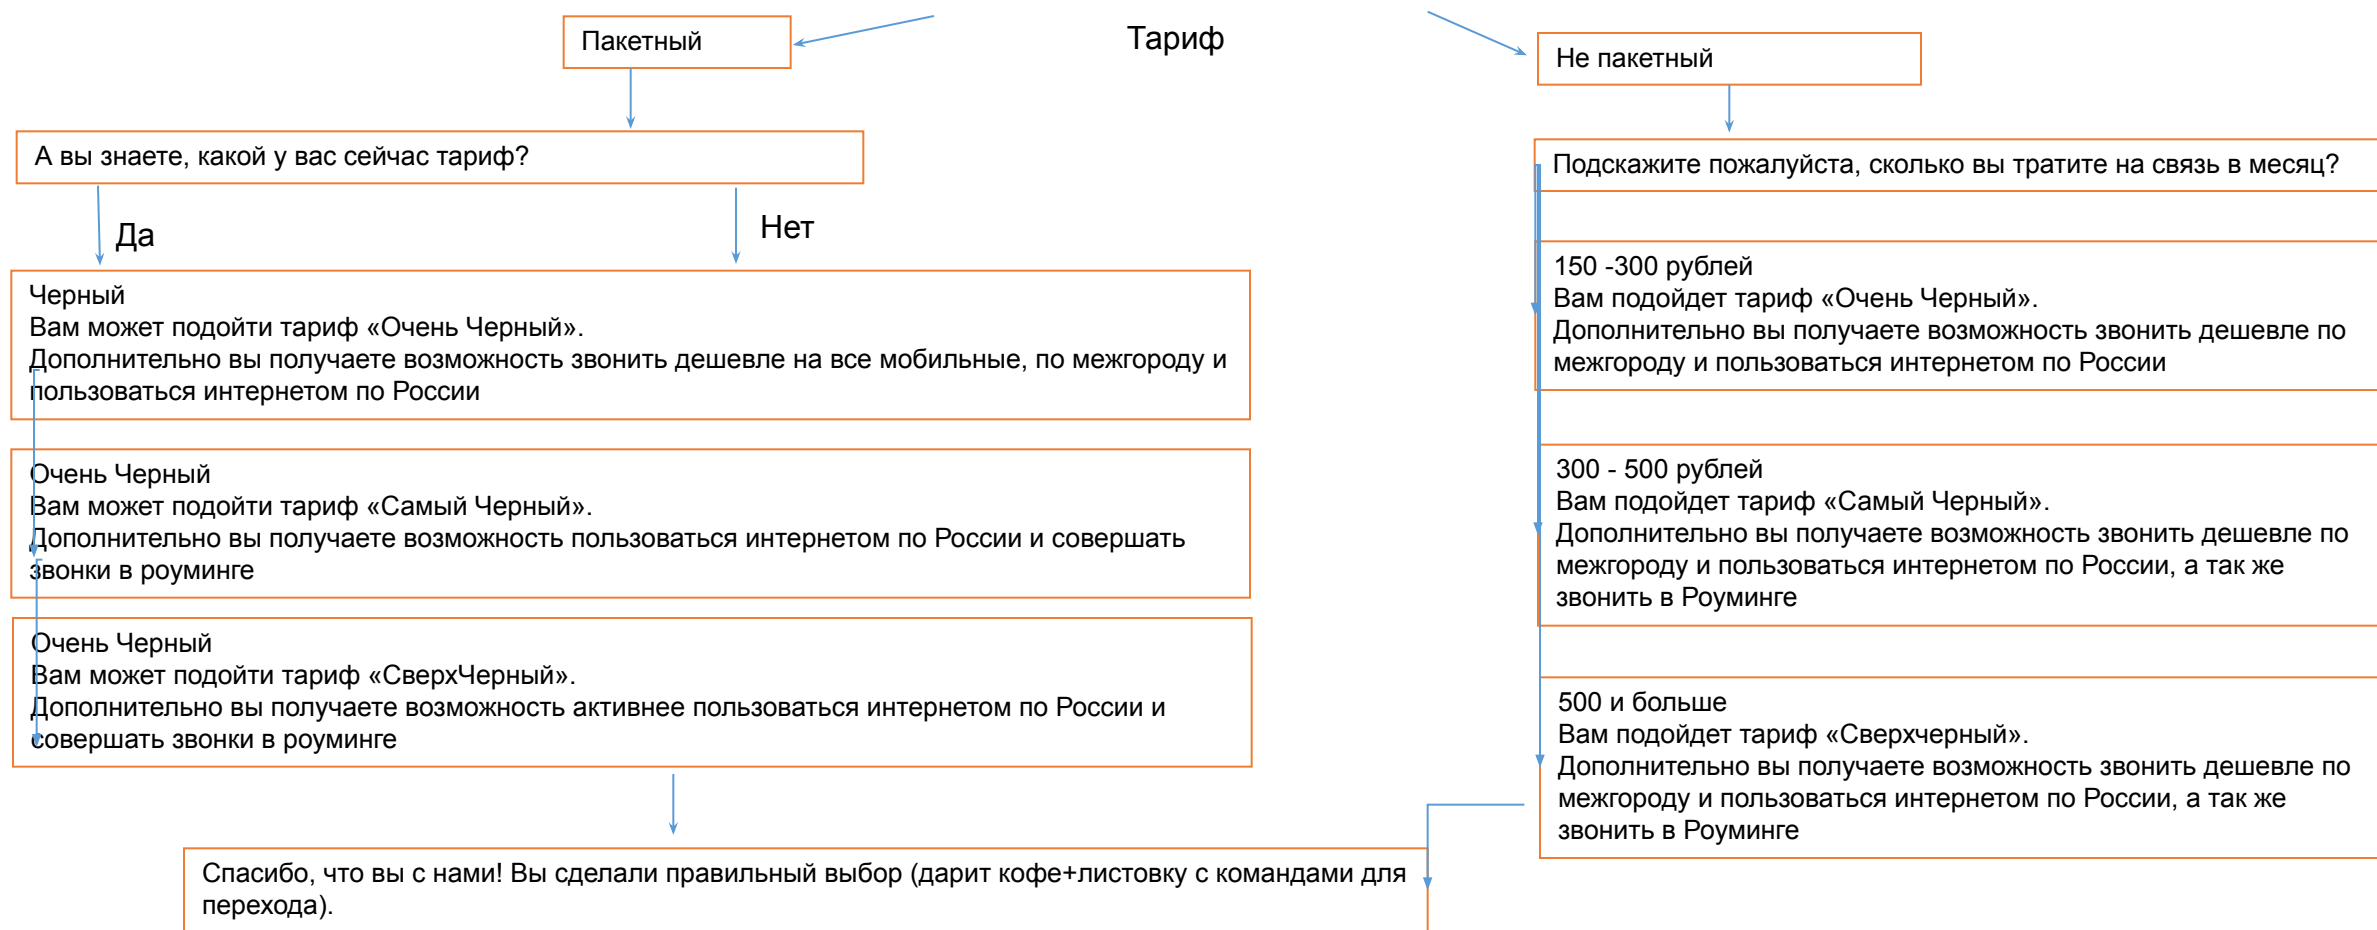 Тариф
Пакетный
Не пакетный
А вы знаете, какой у вас сейчас тариф?
Да
Нет
Черный
Вам может подойти тариф «Очень Черный».
Дополнительно вы получаете возможность звонить дешевле на все мобильные, по межгороду и
пользоваться интернетом по России
Очень Черный
Вам может подойти тариф «Самый Черный».
Дополнительно вы получаете возможность пользоваться интернетом по России и совершать
звонки в роуминге
Очень Черный
Вам может подойти тариф «СверхЧерный».
Дополнительно вы получаете возможность активнее пользоваться интернетом по России и
совершать звонки в роуминге
Подскажите пожалуйста, сколько вы тратите на связь в месяц?
150 -300 рублей
Вам подойдет тариф «Очень Черный».
Дополнительно вы получаете возможность звонить дешевле по
межгороду и пользоваться интернетом по России
300 - 500 рублей
Вам подойдет тариф «Самый Черный».
Дополнительно вы получаете возможность звонить дешевле по
межгороду и пользоваться интернетом по России, а так же
звонить в Роуминге
500 и больше
Вам подойдет тариф «Сверхчерный».
Дополнительно вы получаете возможность звонить дешевле по
межгороду и пользоваться интернетом по России, а так же
звонить в Роуминге
Спасибо, что вы с нами! Вы сделали правильный выбор (дарит кофе+листовку с командами для
перехода).